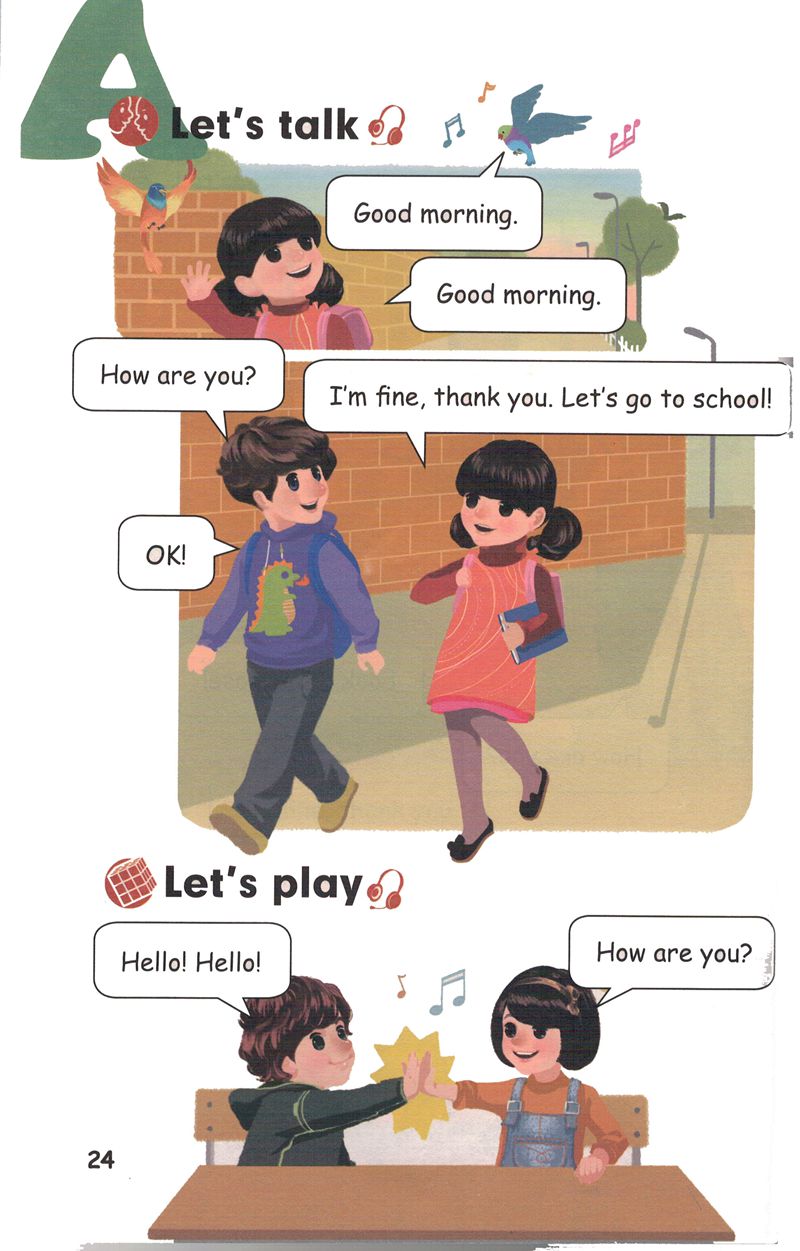 A
Let's talk
Good morning.
Good morning.
How are you?
I'm fine, thank you. Let's go to school!
OK!
Let's play
Hello! Hello!
How are you?
24